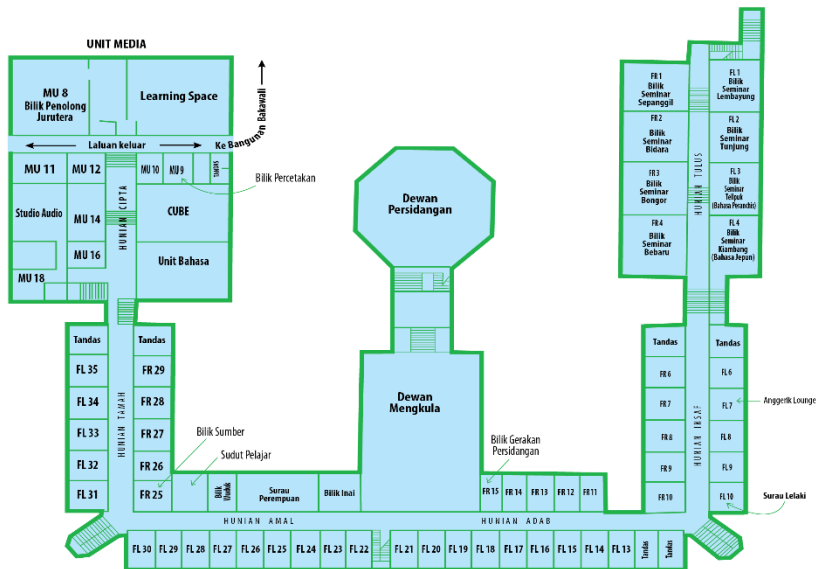 UNIT MEDIA
MU 8
Bilik Penolong
Jurutera
Learning Space
Laluan keluar
Ke Bangunan Bakawali
MU 11
MU 12
MU 10
MU 9
TANDAS
Bilik Percetakan
Studio Audio
MU 14
HUNIAN CIPTA
CUBE
MU 16
Unit Bahasa
MU 18
Dewan
Persidangan
Dewan
Mengkula
FR 1
Bilik
Seminar
Sepanggil
FL 1
Bilik
Seminar
Lembayung
FR 2
Bilik
Seminar
Bidara
FL 2
Bilik
Seminar
Tunjung
HUNIAN TULUS
FR 3
Bilik
Seminar
Bongor
FL 3
Bilik
Seminar
Telipuk
(Bahasa Peranchis)
FR 4
Bilik
Seminar
Bebaru
FL 4
Bilik
Seminar
Kiambang
(Bahasa Jepun)
Tandas
Tandas
FL 35
FR 29
FL 34
FR 28
FL 33
FR 27
FL 32
FR 26
FL 31
FR 25
HUNIAN TAMAH
Bilik Sumber
Sudut Pelajar
Bilik
Wuduk
Surau
Perempuan
Bilik Inai
Bilik Gerakan
Persidangan
FR 15
FR 14
FR 13
FR 12
FR 11
Tandas
Tandas
FR 6
FL 6
FR 7
FL 7
Anggerik Lounge
FR 8
FL 8
FR 9
FL 9
FR 10
FL 10
Surau Lelaki
HUNIAN IHSAF
HUNIAN AMAL
HUNIAN ADAB
FL 30
FL 29
FL 28
FL 27
FL 26
FL 25
FL 24
FL 23
FL 22
FL 21
FL 20
FL 19
FL 18
FL 17
FL 16
FL 15
FL 14
FL 13
Tandas
Tandas